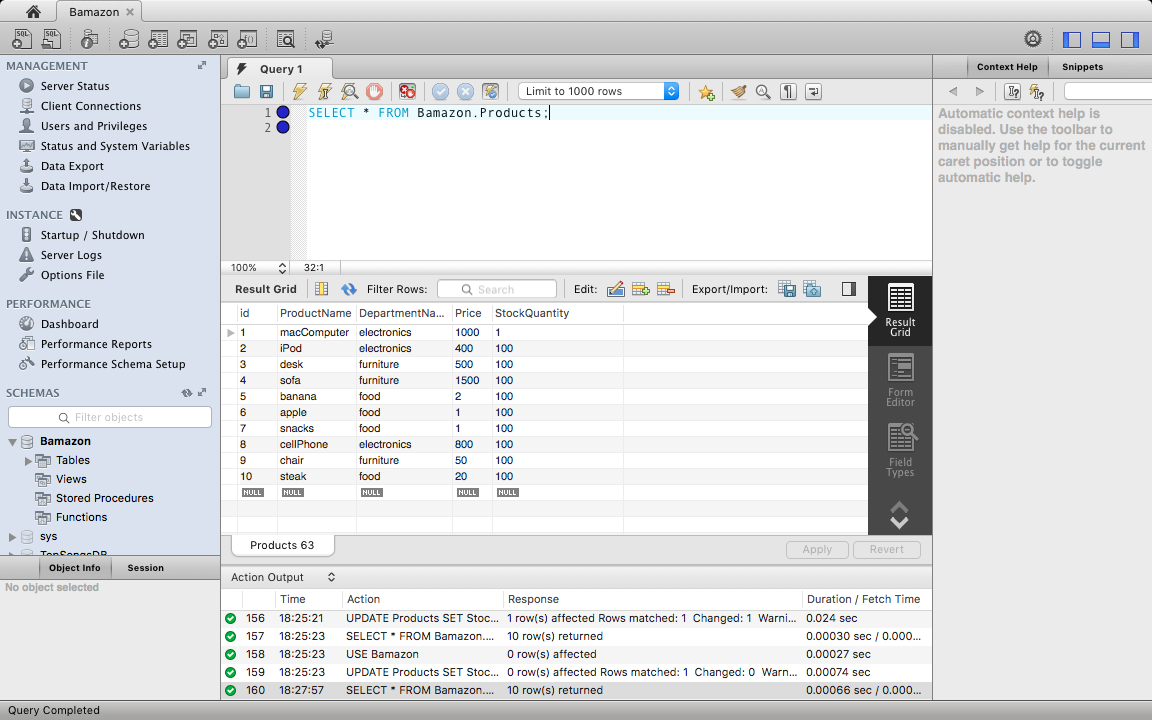 Bamazon
MANAGEMENT
Server Status
Client Connections
Users and Privileges
Status and System Variables
Data Export
Data Import/Restore
INSTANCE
Startup / Shutdown
Server Logs
Options File
PERFORMANCE
Dashboard
Performance Reports
Performance Schema Setup
SCHEMAS
Filter objects
Bamazon
Tables
Views
Stored Procedures
Functions
sys
TopSongsDB
Object Info Session
No object selected
Query 1
Limit to 1000 rows
1 SELECT * FROM Bamazon.Products;
2
100% 32:1
Result Grid Filter Rows: Search Edit: Export/Import:
id ProductName DepartmentNa... Price StockQuantity
1 macComputer electronics 1000 1
2 iPod electronics 400 100
3 desk furniture 500 100
4 sofa furniture 1500 100
5 banana food 2 100
6 apple food 1 100
7 snacks food 1 100
8 cellPhone electronics 800 100
9 chair furniture 50 100
10 steak food 20 100
NULL NULL NULL NULL NULL
Result
Grid
Form
Editor
Field
Types
Products 63
Apply Revert
Action Output
Time Action Response Duration / Fetch Time
156 18:25:21 UPDATE Products SET Stoc... 1 row(s) affected Rows matched: 1 Changed: 1 Warni... 0.024 sec
157 18:25:23 SELECT * FROM Bamazon.... 10 row(s) returned 0.00030 sec / 0.000...
158 18:25:23 USE Bamazon 0 row(s) affected 0.00027 sec
159 18:25:23 UPDATE Products SET Stoc... 0 row(s) affected Rows matched: 1 Changed: 0 Warn... 0.00074 sec
160 18:27:57 SELECT * FROM Bamazon.... 10 row(s) returned 0.00066 sec / 0.000...
Context Help Snippets
Automatic context help is
disabled. Use the toolbar to
manually get help for the current
caret position or to toggle
automatic help.
Query Completed